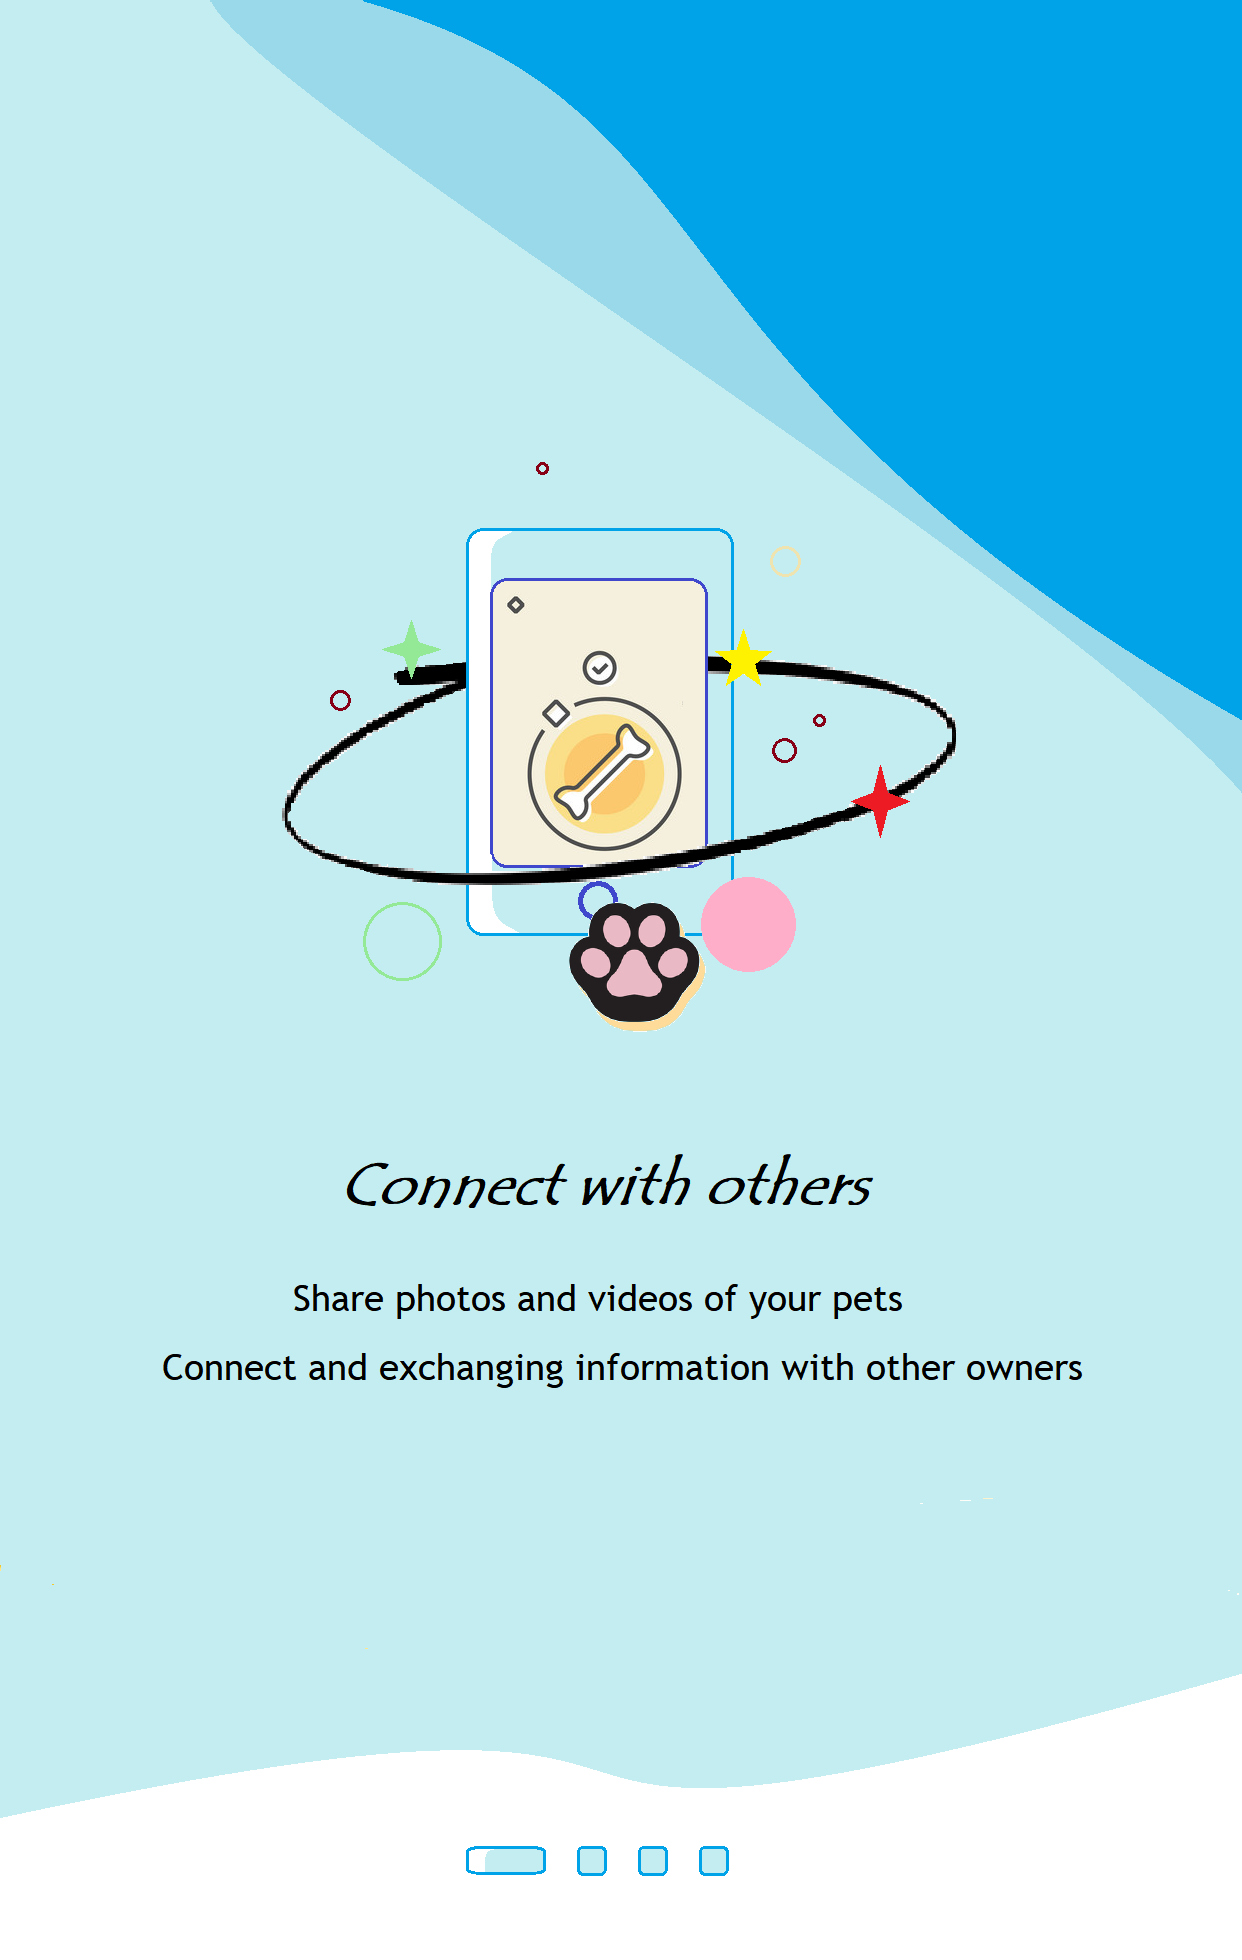 Connect with others
Share photos and videos of your pets
Connect and exchanging information with other owners